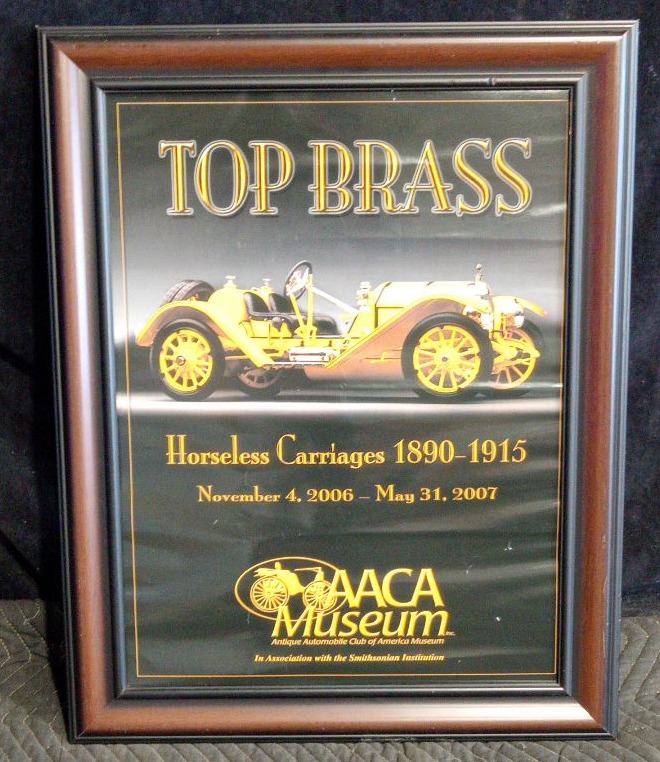 TOP BRASS
Horseless Carriages 1890-1915
November 4, 2006 – May 31, 2007
AACA
Museum INC.
Antique Automobile Club of America Museum
In Association with the Smithsonian Institution